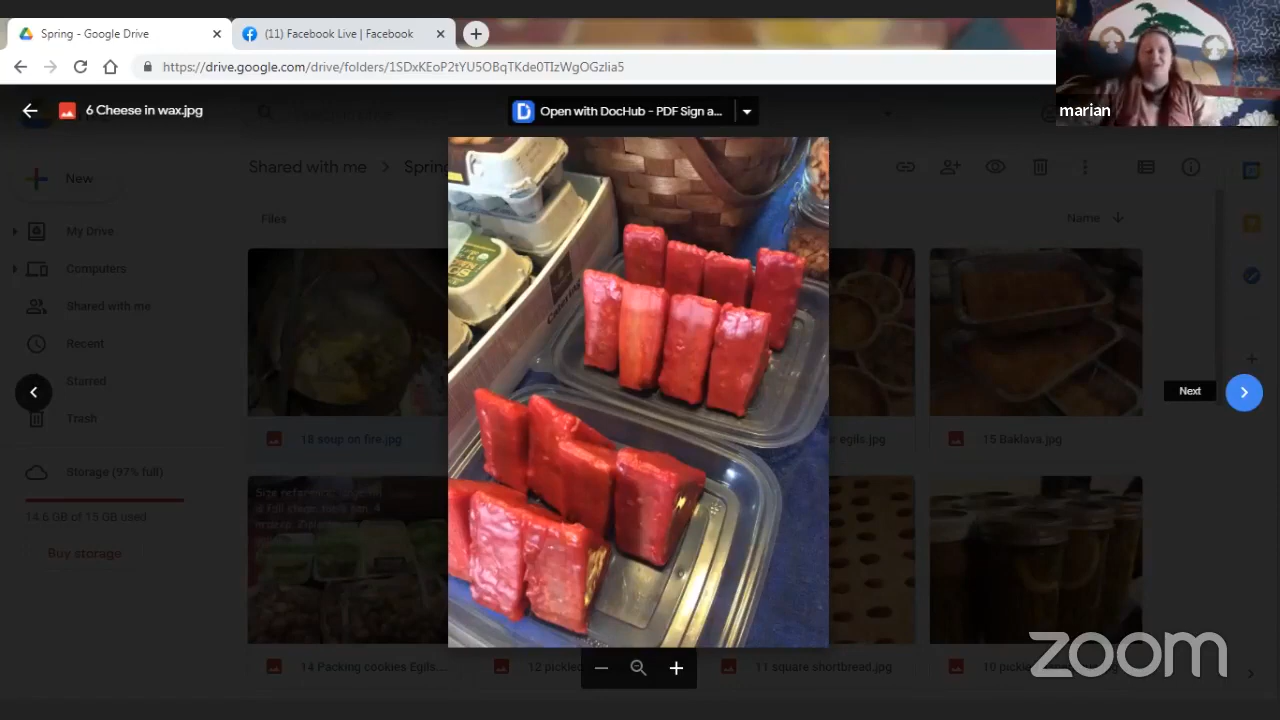 Spring - Google Drive
(11) Facebook Live | Facebook
https://drive.google.com/drive/folders/1SDxKEoP2tYU5OBqTKde0TIzWgOGzlia5
6 Cheese in wax.jpg
Open with DocHub - PDF Sign a...
marian
New
Shared with me
Files
Name
My Drive
Computers
Shared with me
Recent
Starred
Trash
Next
18 soup on fire.jpg
15 Baklava.jpg
Storage (97% full)
14.6 GB of 15 GB used
Buy storage
Catering
14 Packing cookies Egils....
11 square shortbread.jpg
zoom